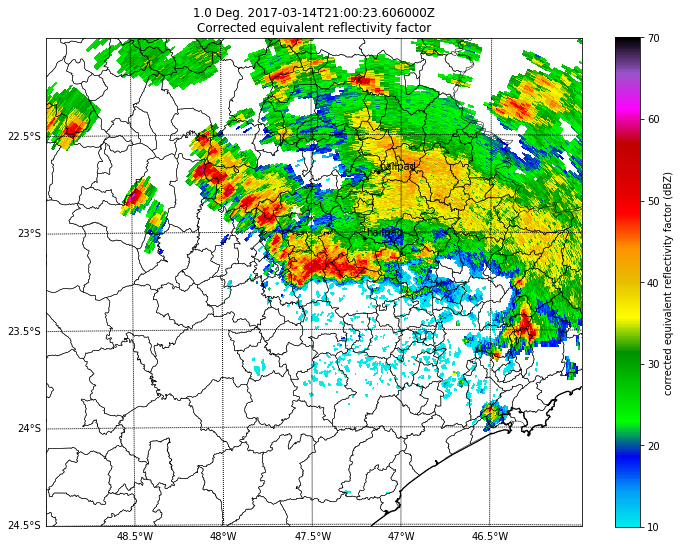 1.0 Deg. 2017-03-14T21:00:23.606000Z
Corrected equivalent reflectivity factor
70
60
50
40
30
20
10
corrected equivalent reflectivity factor (dBZ)
22.5°S
23°S
23.5°S
24°S
24.5°S
48.5°W
48°W
47.5°W
47°W
46.5°W